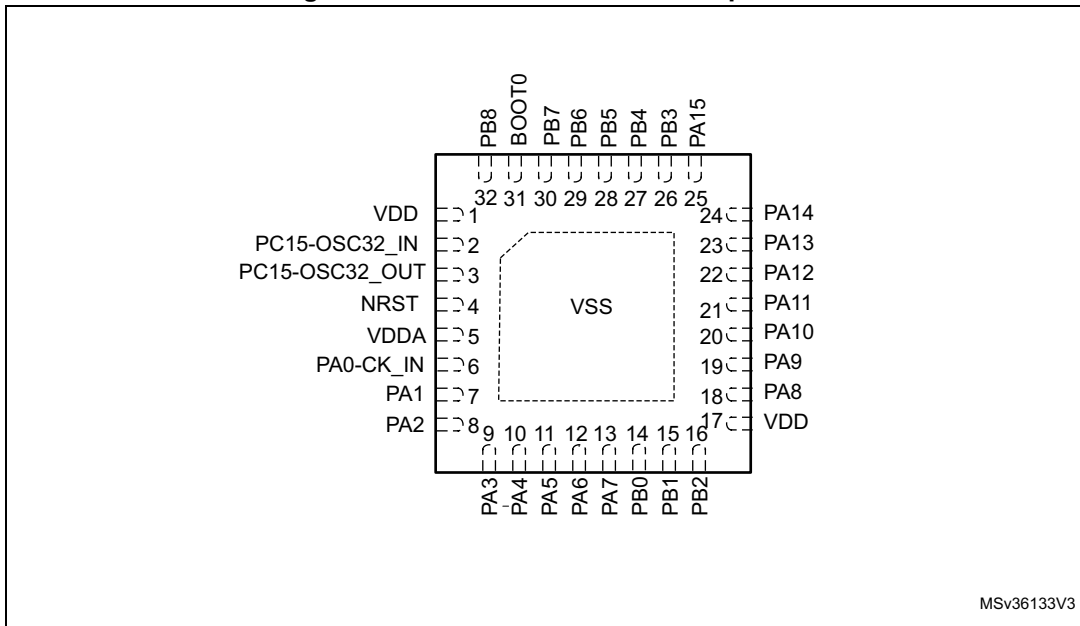 PB8
BOOT0
PB7
PB6
PB5
PB4
PB3
PA15
32 31 30 29 28 27 26 25
VDD 1
PC15-OSC32_IN 2
PC15-OSC32_OUT 3
NRST 4
VDDA 5
PA0-CK_IN 6
PA1 7
PA2 8
VSS
24 PA14
23 PA13
22 PA12
21 PA11
20 PA10
19 PA9
18 PA8
17 VDD
9 10 11 12 13 14 15 16
PA3
PA4
PA5
PA6
PA7
PB0
PB1
PB2
MSv36133V3